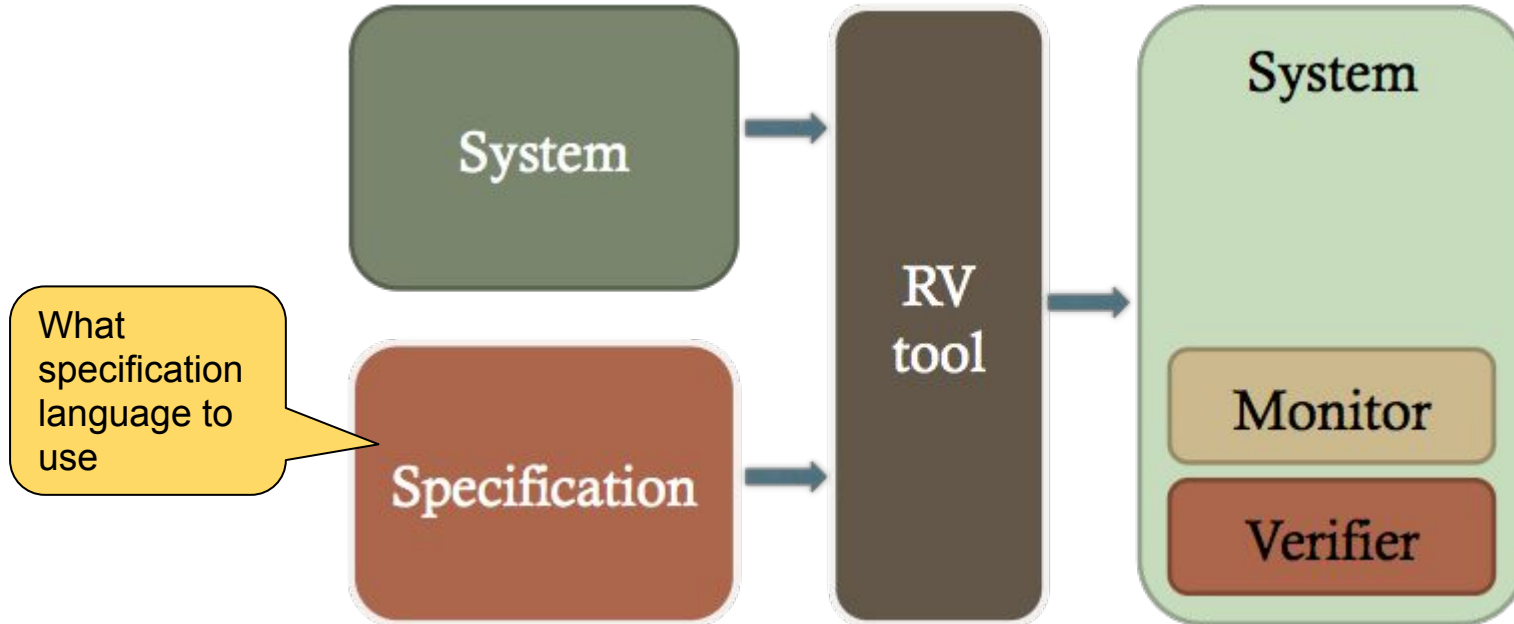 System
What
specification
language to
use
Specification
RV
tool
System
Monitor
Verifier